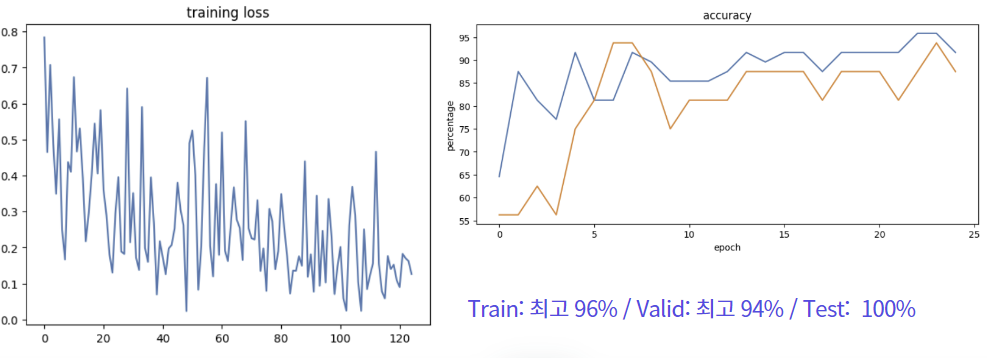 training loss
0.8
0.7
0.6
0.5
0.4
0.3
0.2
0.1
0.0
0 20 40 60 80 100 120
accuracy
percentage
95
90
85
80
75
70
65
60
55
0 5 10 15 20 25
epoch
Train: 최고 96% / Valid: 최고 94% / Test: 100%